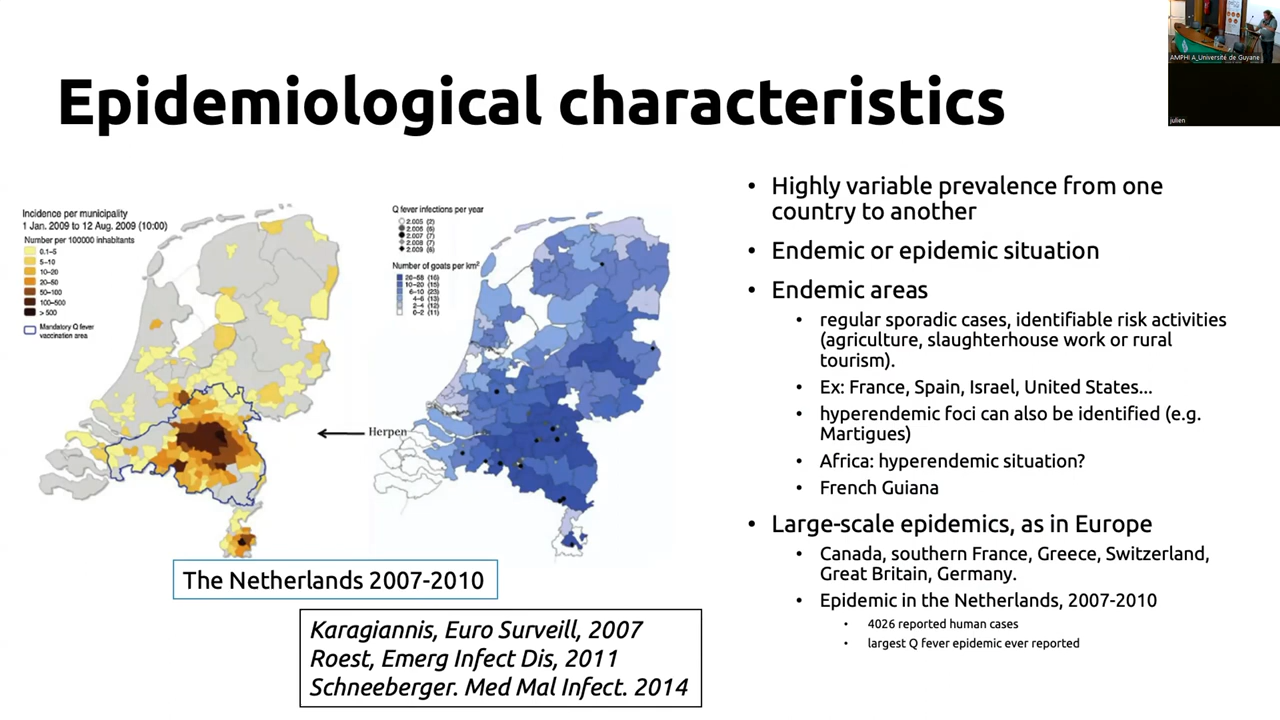 AMPHI A_Université de Guyane
julien
Epidemiological characteristics
Incidence per municipality
1 Jan. 2009 to 12 Aug. 2009 (10:00)
Number per 100000 inhabitants
0.1–5
5–10
10–20
20–50
50–100
100–500
> 500
Mandatory Q fever
vaccination area
Q fever infections per year
2.005 (2)
2.006 (6)
2.007 (7)
2.008 (7)
2.009 (6)
Number of goats per km²
20–58 (16)
10–20 (15)
6–10 (23)
4–6 (13)
2–4 (12)
0–2 (11)
Herpen
The Netherlands 2007-2010
Karagiannis, Euro Surveill, 2007
Roest, Emerg Infect Dis, 2011
Schneeberger. Med Mal Infect. 2014
• Highly variable prevalence from one
country to another
• Endemic or epidemic situation
• Endemic areas
• regular sporadic cases, identifiable risk activities
(agriculture, slaughterhouse work or rural
tourism).
• Ex: France, Spain, Israel, United States...
• hyperendemic foci can also be identified (e.g.
Martigues)
• Africa: hyperendemic situation?
• French Guiana
• Large-scale epidemics, as in Europe
• Canada, southern France, Greece, Switzerland,
Great Britain, Germany.
• Epidemic in the Netherlands, 2007-2010
• 4026 reported human cases
• largest Q fever epidemic ever reported